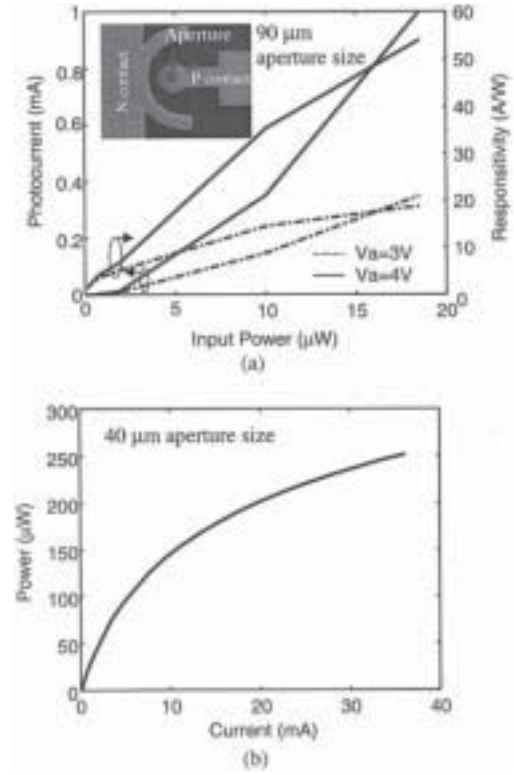 1
0.8
0.6
0.4
0.2
0
Photocurrent (mA)
60
50
40
30
20
10
0
Responsivity (A/W)
Aperture
N contact
P contact
90 μm
aperture size
Va=3V
Va=4V
0
5
10
15
20
Input Power (μW)
(a)
300
250
200
150
100
50
0
Power (μW)
40 μm aperture size
0
10
20
30
40
Current (mA)
(b)